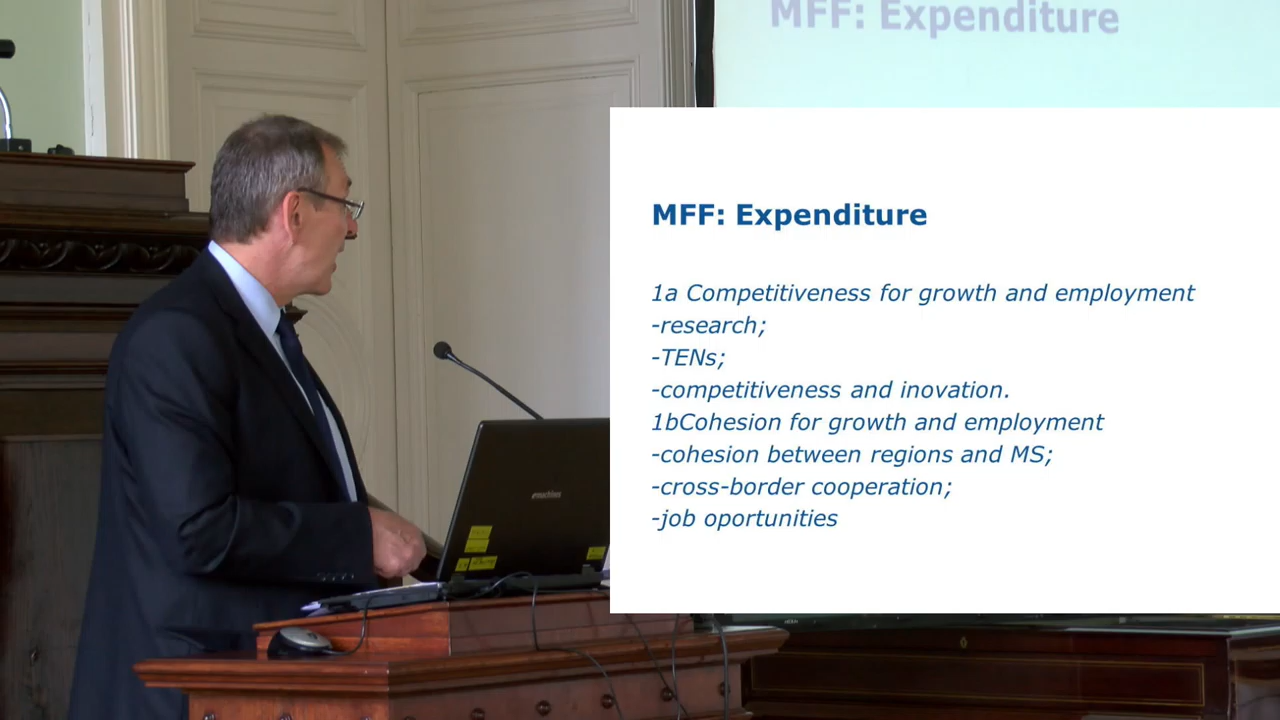 MFF: Expenditure
MFF: Expenditure
1a Competitiveness for growth and employment
-research;
-TENs;
-competitiveness and inovation.
1bCohesion for growth and employment
-cohesion between regions and MS;
-cross-border cooperation;
-job oportunities
emachines